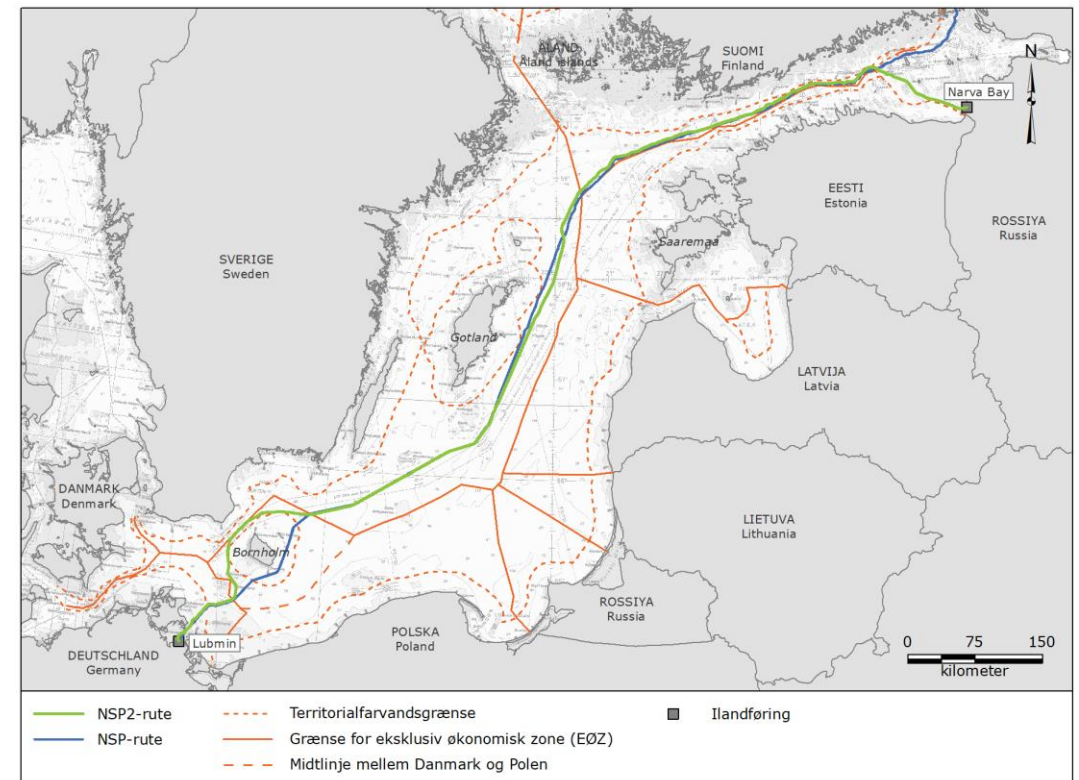 ÅLAND
Åland islands
SUOMI
Finland
N
Narva Bay
EESTI
Estonia
ROSSIYA
Russia
Saaremaa
SVERIGE
Sweden
Gotland
LATVIJA
Latvia
DANMARK
Denmark
LIETUVA
Lithuania
Bornholm
ROSSIYA
Russia
POLSKA
Poland
Lubmin
DEUTSCHLAND
Germany
0 75 150
kilometer
NSP2-rute
NSP-rute
Territorialfarvandsgrænse
Grænse for eksklusiv økonomisk zone (EØZ)
Midtlinje mellem Danmark og Polen
Ilandføring